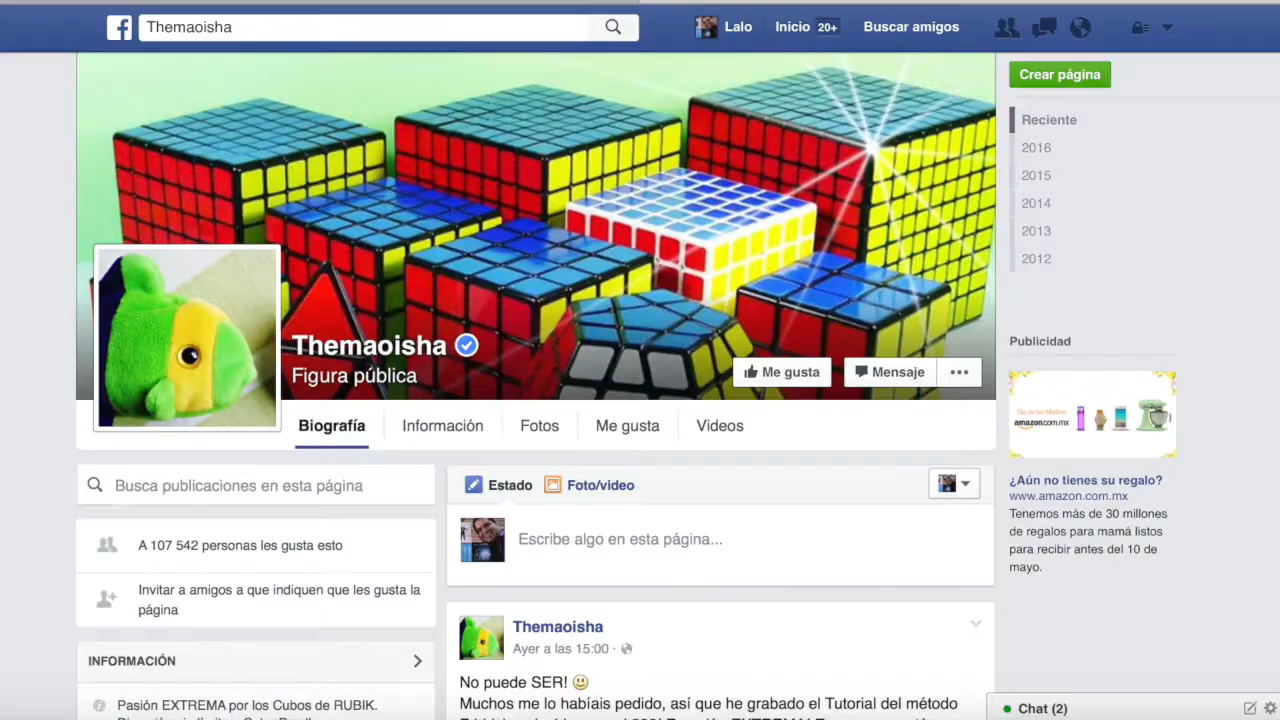 Themaoisha
Lalo
Inicio 20+
Buscar amigos
Crear página
Reciente
2016
2015
2014
2013
2012
Themaoisha
Figura pública
Me gusta
Mensaje
Biografía
Información
Fotos
Me gusta
Videos
Publicidad
Día de las Madres
amazon.com.mx
¿Aún no tienes su regalo?
www.amazon.com.mx
Tenemos más de 30 millones
de regalos para mamá listos
para recibir antes del 10 de
mayo.
Busca publicaciones en esta página
A 107 542 personas les gusta esto
Invitar a amigos a que indiquen que les gusta la
página
INFORMACIÓN
Pasión EXTREMA por los Cubos de RUBIK.
Estado
Foto/video
Escribe algo en esta página...
Themaoisha
Ayer a las 15:00 ·
No puede SER! 😃
Muchos me lo habíais pedido, así que he grabado el Tutorial del método
Chat (2)